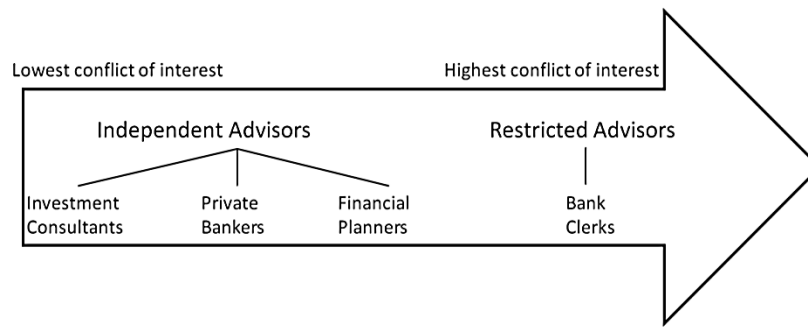 Lowest conflict of interest
Highest conflict of interest
Independent Advisors
Restricted Advisors
Investment
Consultants
Private
Bankers
Financial
Planners
Bank
Clerks